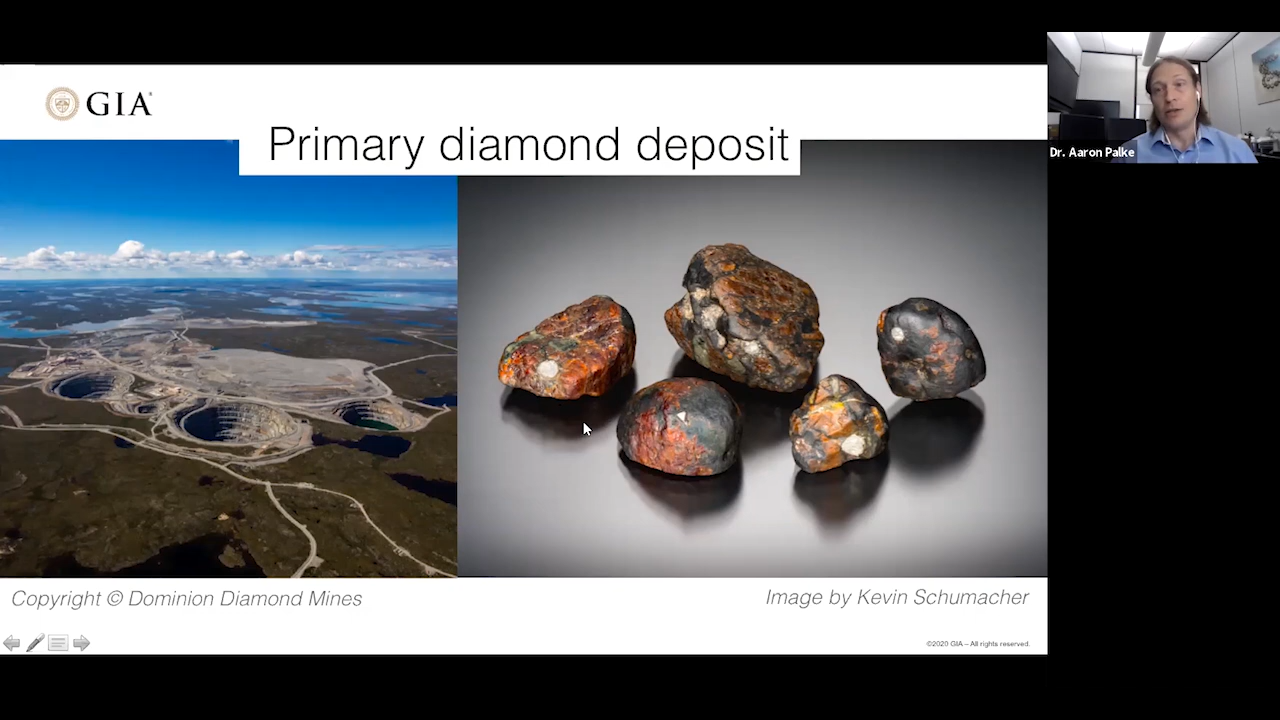 GIA
Primary diamond deposit
Dr. Aaron Palke
Copyright © Dominion Diamond Mines
Image by Kevin Schumacher
©2020 GIA – All rights reserved.